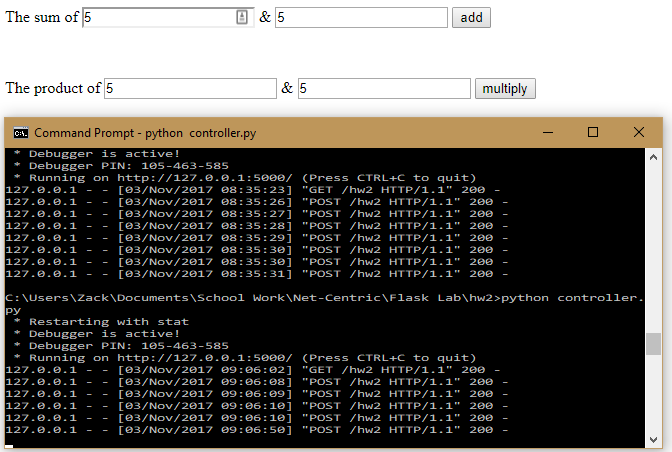 The sum of 5 & 5 add
The product of 5 & 5 multiply
Command Prompt - python  controller.py
 * Debugger is active!
 * Debugger PIN: 105-463-585
 * Running on http://127.0.0.1:5000/ (Press CTRL+C to quit)
127.0.0.1 - - [03/Nov/2017 08:35:23] "GET /hw2 HTTP/1.1" 200 -
127.0.0.1 - - [03/Nov/2017 08:35:26] "POST /hw2 HTTP/1.1" 200 -
127.0.0.1 - - [03/Nov/2017 08:35:27] "POST /hw2 HTTP/1.1" 200 -
127.0.0.1 - - [03/Nov/2017 08:35:28] "POST /hw2 HTTP/1.1" 200 -
127.0.0.1 - - [03/Nov/2017 08:35:29] "POST /hw2 HTTP/1.1" 200 -
127.0.0.1 - - [03/Nov/2017 08:35:30] "POST /hw2 HTTP/1.1" 200 -
127.0.0.1 - - [03/Nov/2017 08:35:30] "POST /hw2 HTTP/1.1" 200 -
127.0.0.1 - - [03/Nov/2017 08:35:31] "POST /hw2 HTTP/1.1" 200 -
C:\Users\Zack\Documents\School Work\Net-Centric\Flask Lab\hw2>python controller.
py
 * Restarting with stat
 * Debugger is active!
 * Debugger PIN: 105-463-585
 * Running on http://127.0.0.1:5000/ (Press CTRL+C to quit)
127.0.0.1 - - [03/Nov/2017 09:06:02] "GET /hw2 HTTP/1.1" 200 -
127.0.0.1 - - [03/Nov/2017 09:06:08] "POST /hw2 HTTP/1.1" 200 -
127.0.0.1 - - [03/Nov/2017 09:06:09] "POST /hw2 HTTP/1.1" 200 -
127.0.0.1 - - [03/Nov/2017 09:06:10] "POST /hw2 HTTP/1.1" 200 -
127.0.0.1 - - [03/Nov/2017 09:06:10] "POST /hw2 HTTP/1.1" 200 -
127.0.0.1 - - [03/Nov/2017 09:06:50] "POST /hw2 HTTP/1.1" 200 -